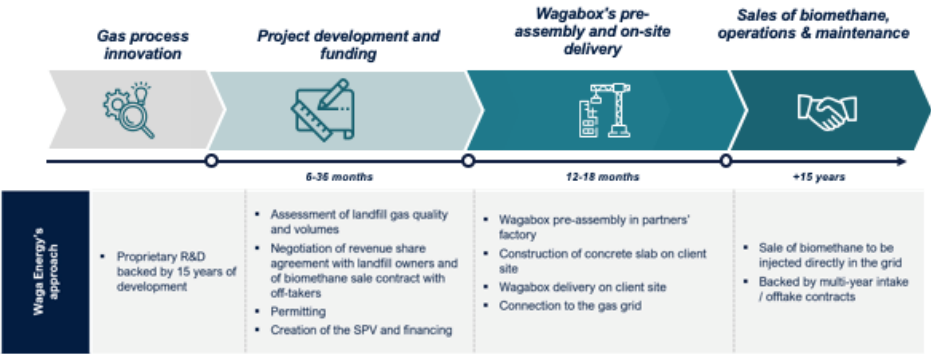 Gas process
innovation
Project development and
funding
Wagabox's pre-
assembly and on-site
delivery
Sales of biomethane,
operations & maintenance
6-36 months
12-18 months
+15 years
Waga Energy's
approach
▪ Proprietary R&D
backed by 15 years of
development
▪ Assessment of landfill gas quality
and volumes
▪ Negotiation of revenue share
agreement with landfill owners and
of biomethane sale contract with
off-takers
▪ Permitting
▪ Creation of the SPV and financing
▪ Wagabox pre-assembly in partners'
factory
▪ Construction of concrete slab on client
site
▪ Wagabox delivery on client site
▪ Connection to the gas grid
▪ Sale of biomethane to be
injected directly in the grid
▪ Backed by multi-year intake
/ offtake contracts